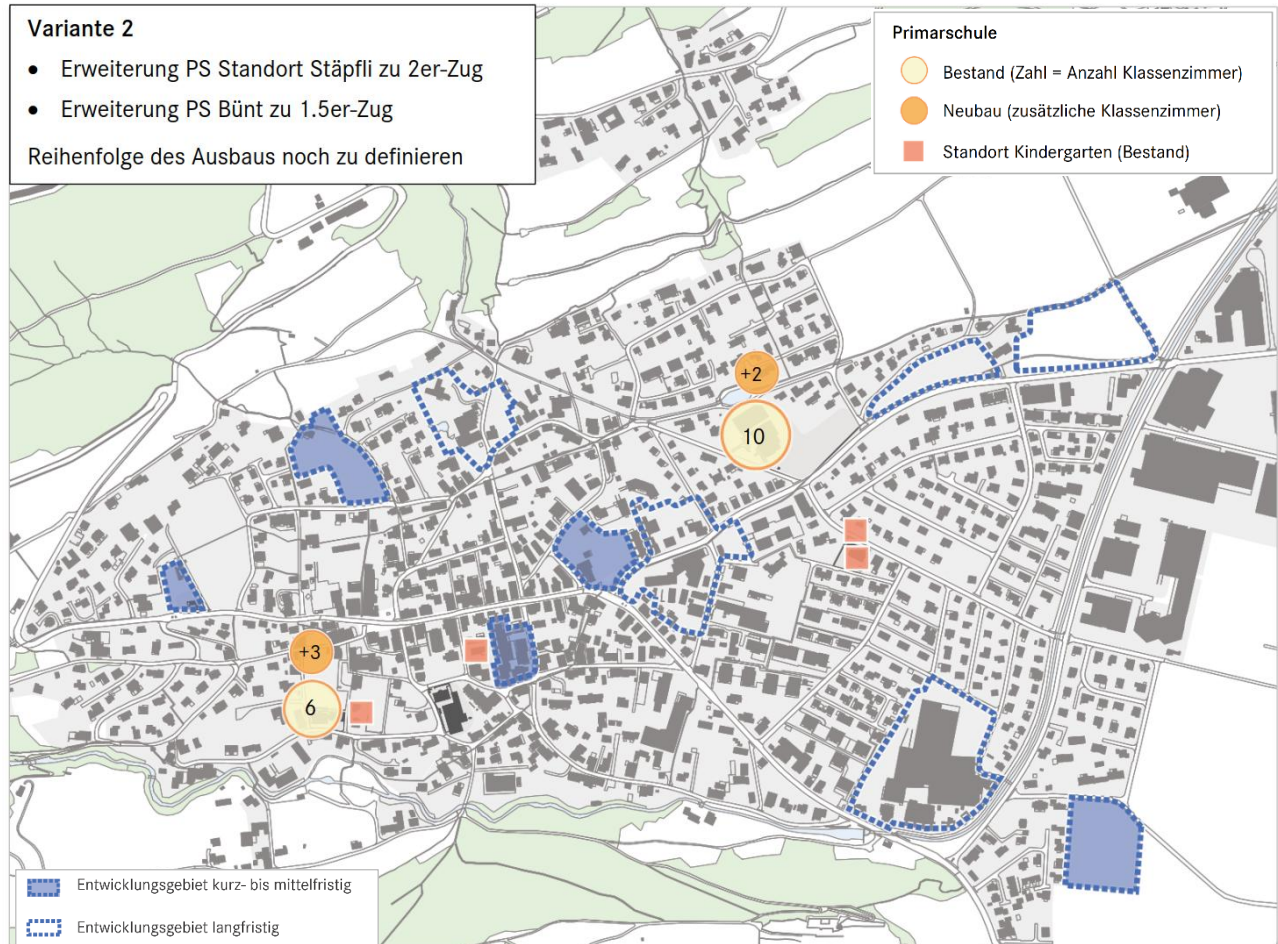 Variante 2
• Erweiterung PS Standort Stäpfli zu 2er-Zug
• Erweiterung PS Bünt zu 1.5er-Zug
Reihenfolge des Ausbaus noch zu definieren
Primarschule
Bestand (Zahl = Anzahl Klassenzimmer)
Neubau (zusätzliche Klassenzimmer)
Standort Kindergarten (Bestand)
+2
10
+3
6
Entwicklungsgebiet kurz- bis mittelfristig
Entwicklungsgebiet langfristig